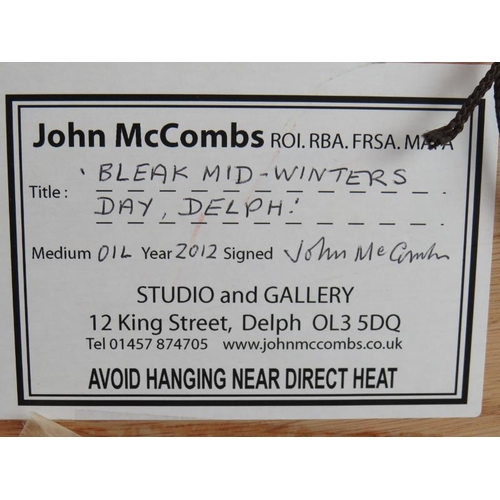 John McCombs ROI. RBA. FRSA. MAFA
Title : 'BLEAK MID-WINTERS
DAY, DELPH.'
Medium OIL Year 2012 Signed John McCombs
STUDIO and GALLERY
12 King Street, Delph OL3 5DQ
Tel 01457 874705 www.johnmccombs.co.uk
AVOID HANGING NEAR DIRECT HEAT